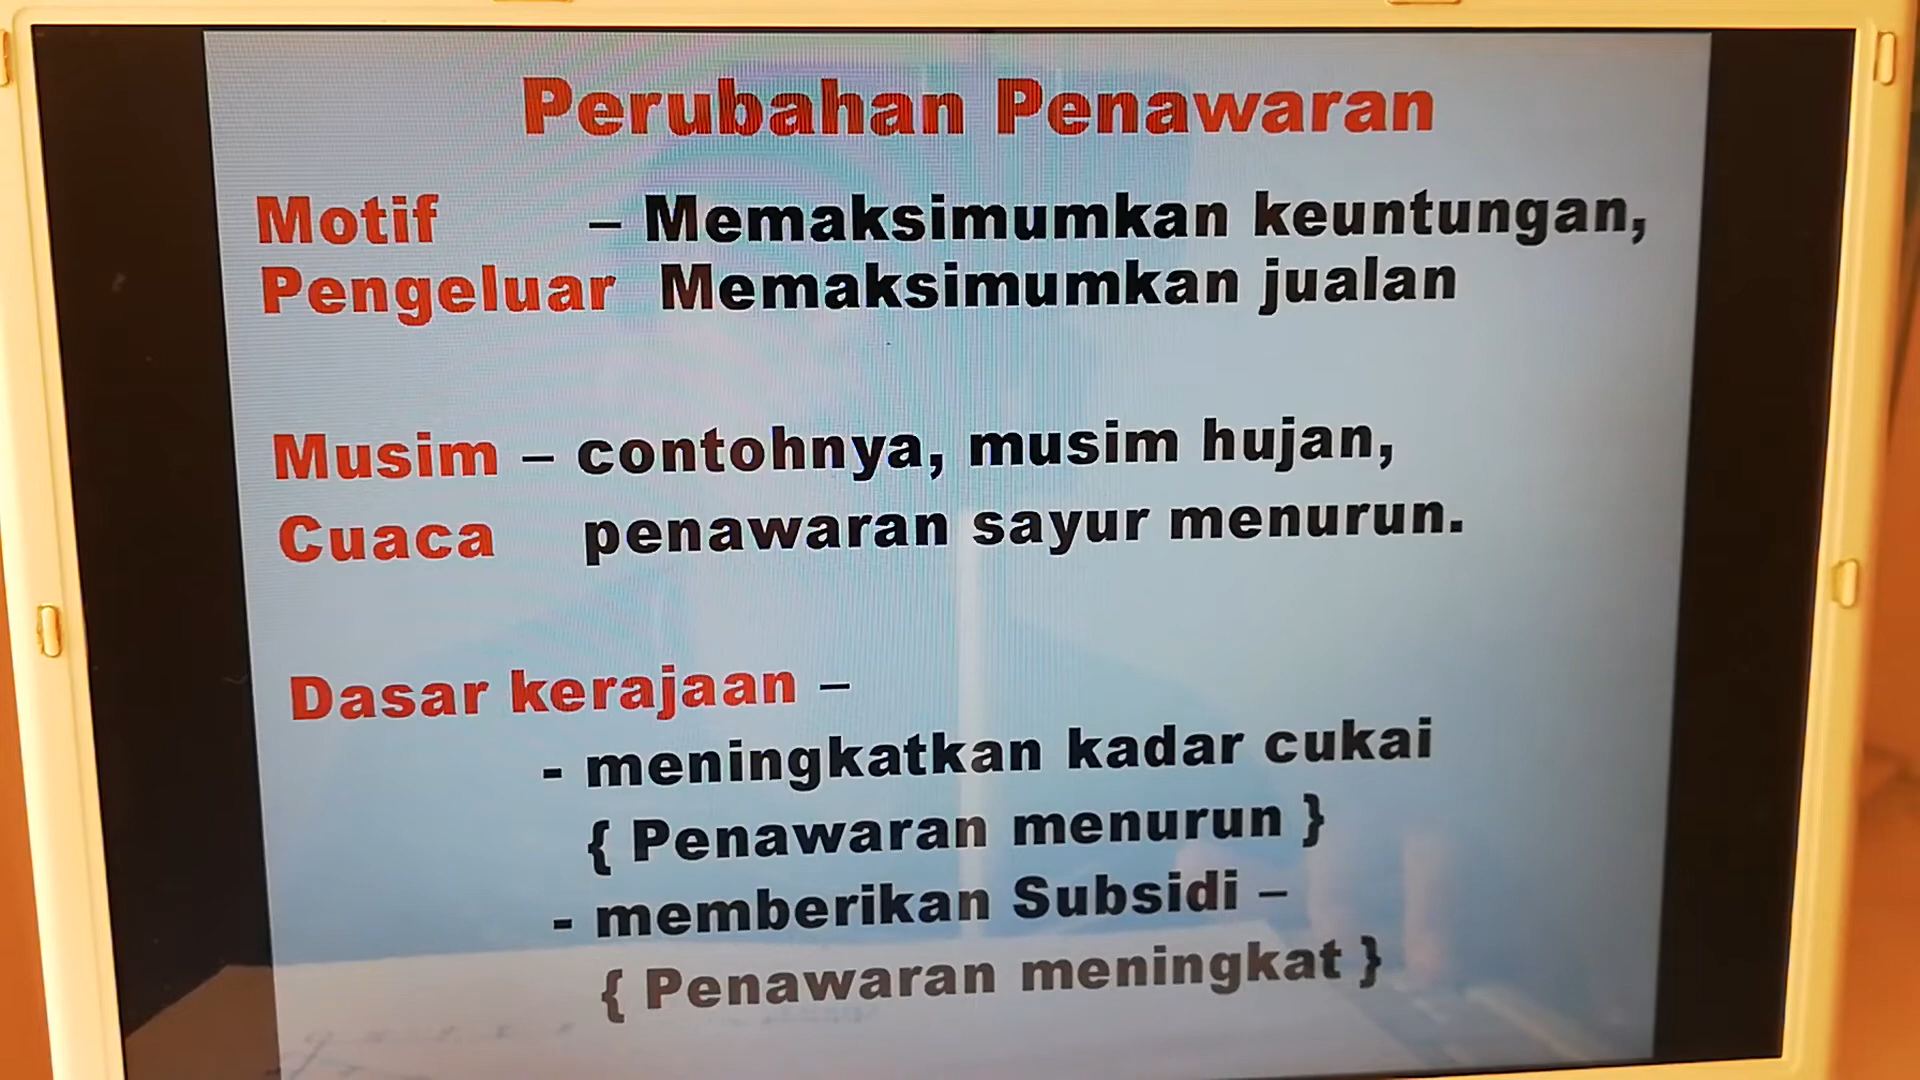 Perubahan Penawaran
Motif – Memaksimumkan keuntungan,
Pengeluar Memaksimumkan jualan
Musim – contohnya, musim hujan,
Cuaca penawaran sayur menurun.
Dasar kerajaan –
- meningkatkan kadar cukai
{ Penawaran menurun }
- memberikan Subsidi –
{ Penawaran meningkat }